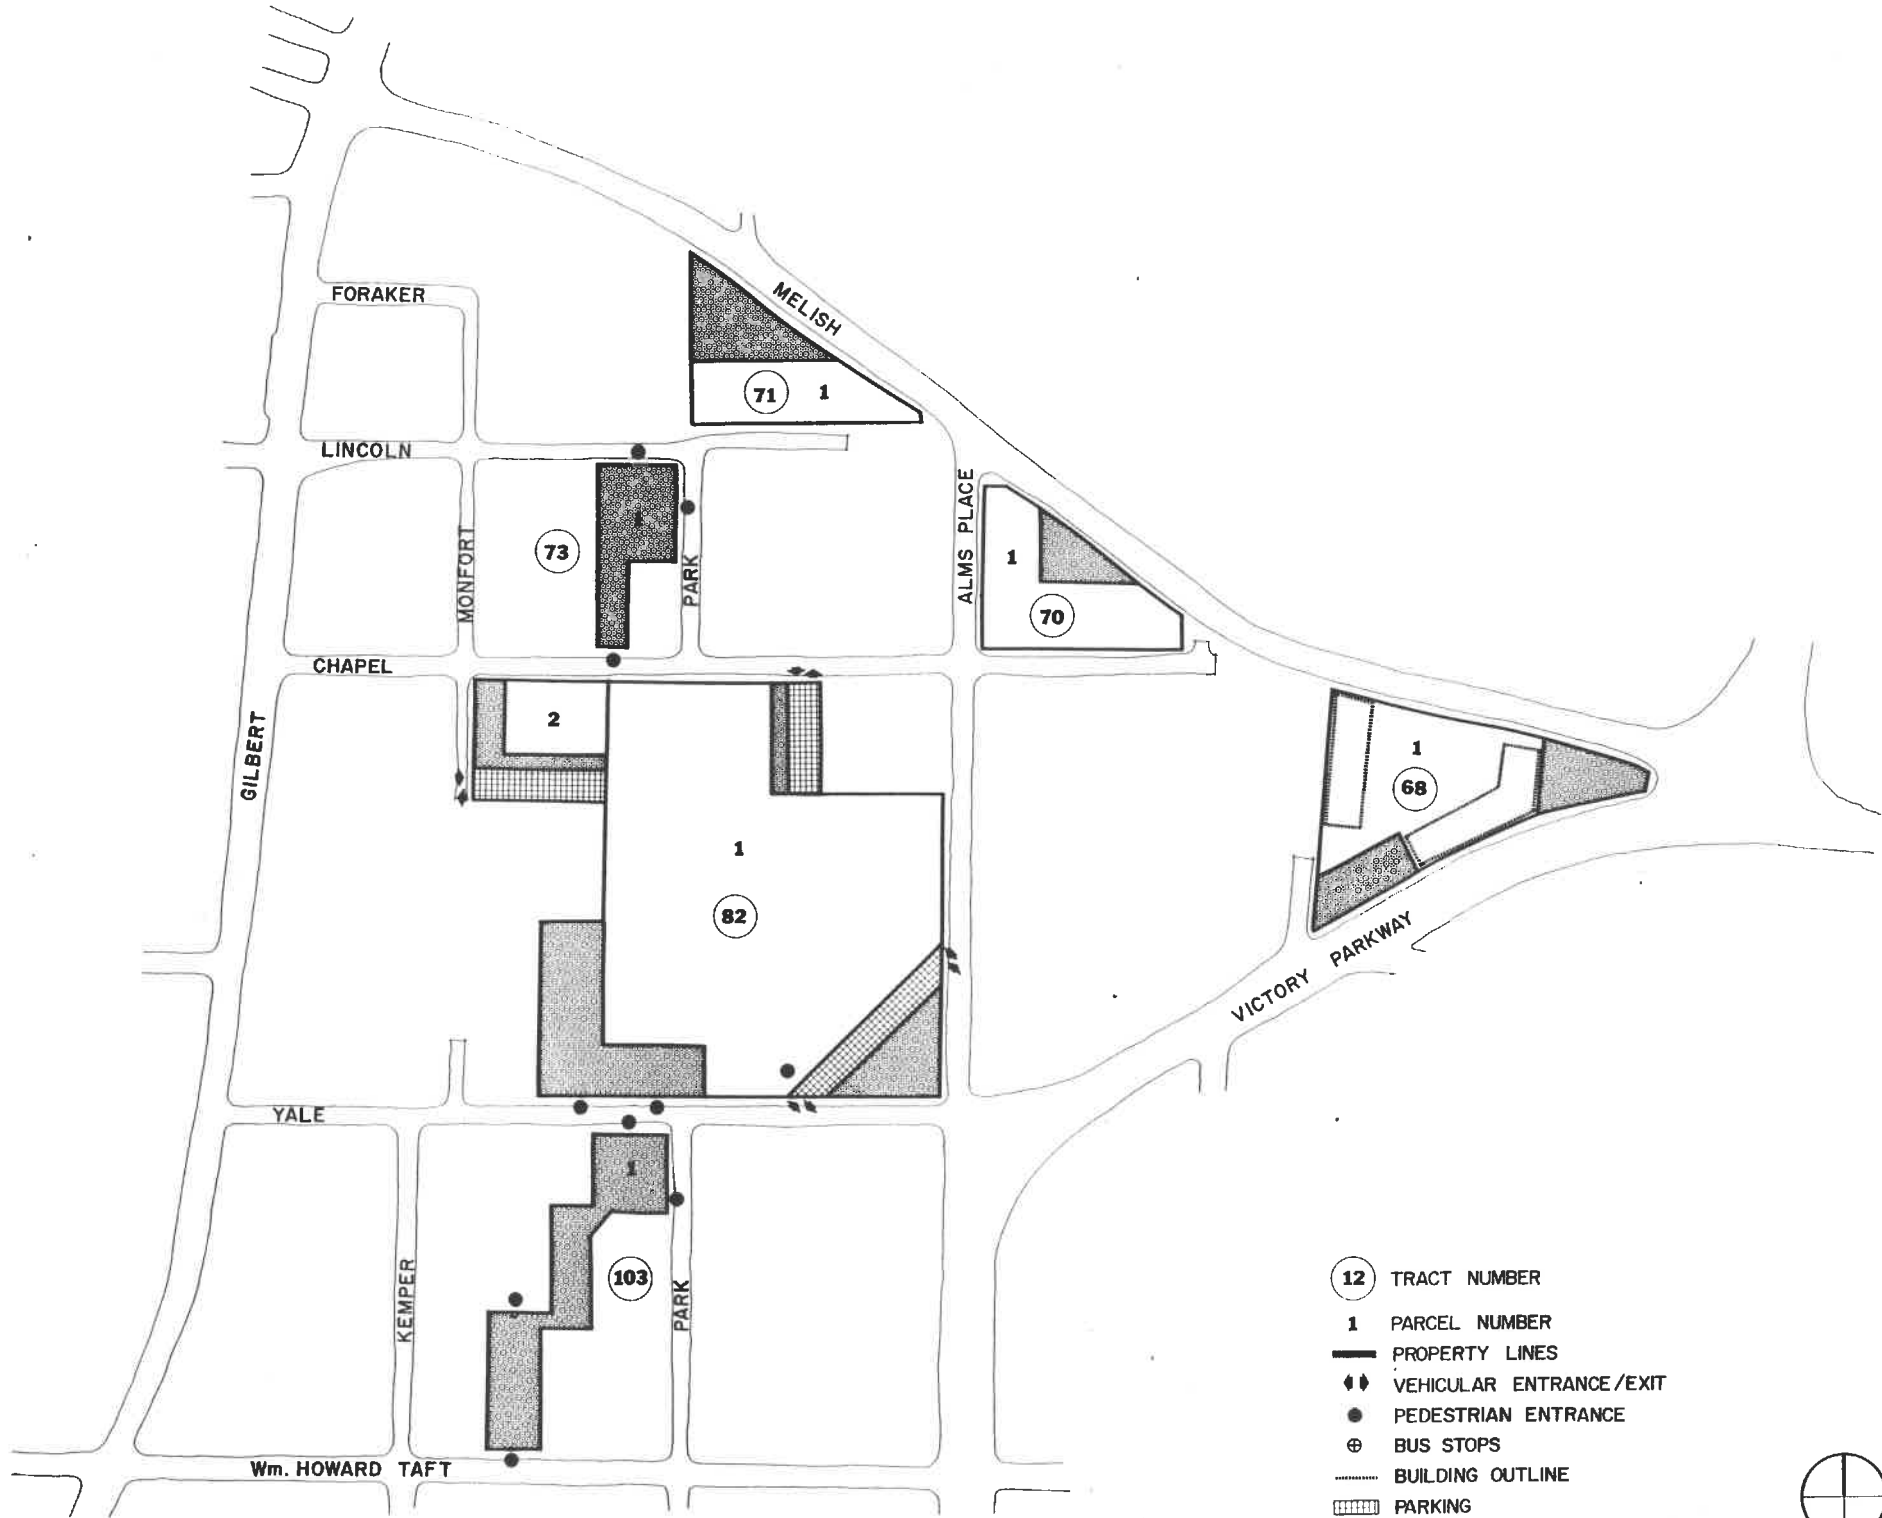 FORAKER
MELISH
71 1
LINCOLN
1
73
MONFORT
PARK
ALMS PLACE
1
70
CHAPEL
2
GILBERT
1
68
1
82
VICTORY PARKWAY
YALE
1
103
KEMPER
PARK
Wm. HOWARD TAFT
12 TRACT NUMBER
1 PARCEL NUMBER
PROPERTY LINES
VEHICULAR ENTRANCE/EXIT
PEDESTRIAN ENTRANCE
BUS STOPS
BUILDING OUTLINE
PARKING